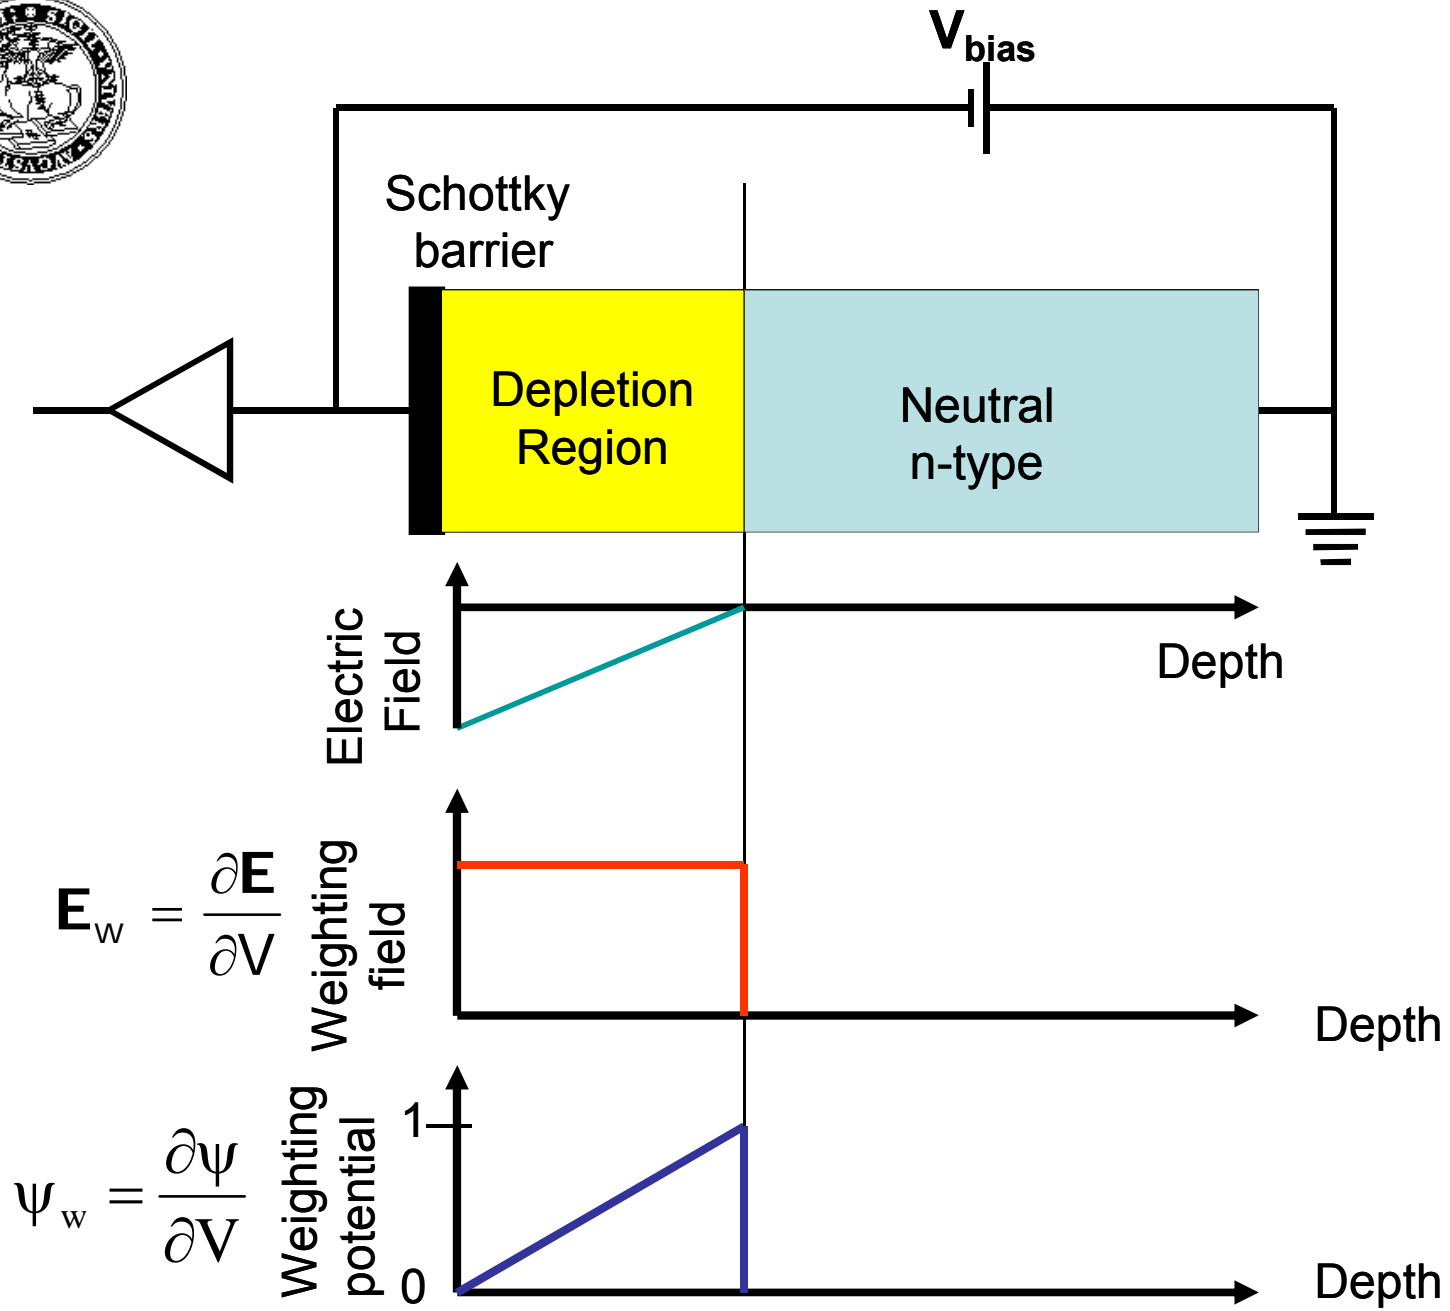 V_bias
Schottky
barrier
Depletion
Region
Neutral
n-type
Electric
Field
Depth
E_w = ∂E/∂V
Weighting
field
Depth
ψ_w = ∂ψ/∂V
Weighting
potential
1
0
Depth